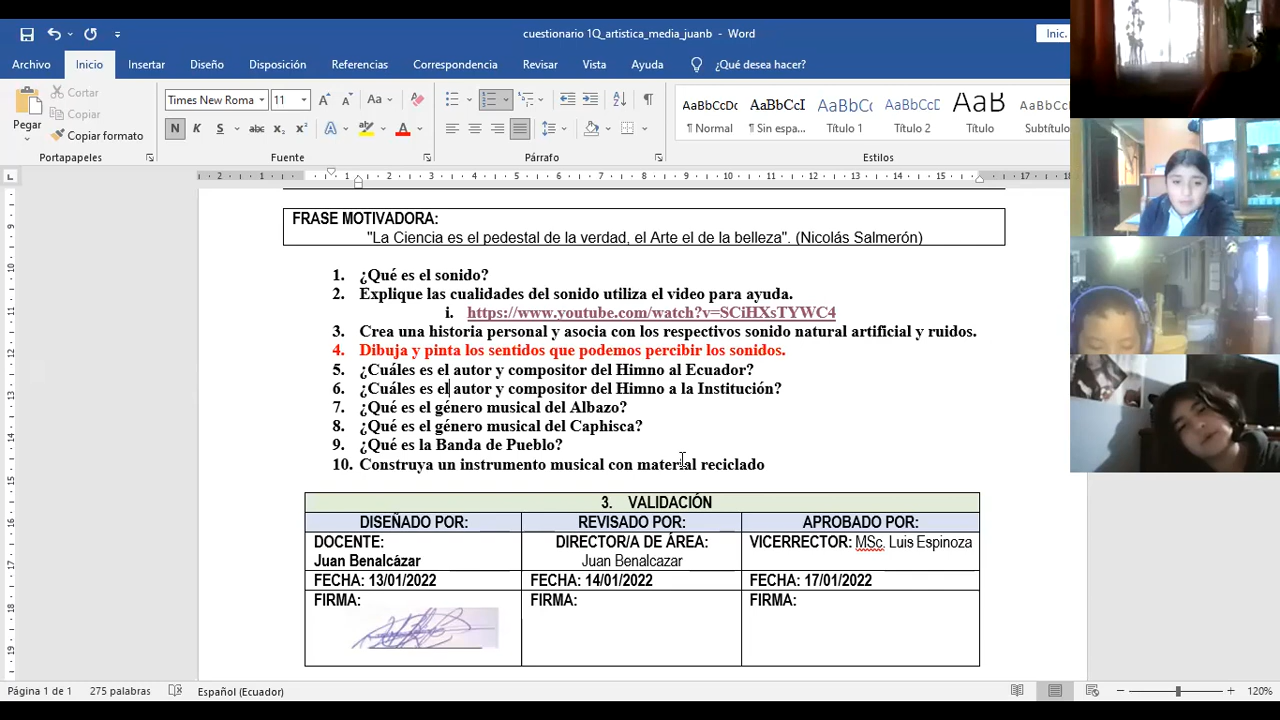 cuestionario 1Q_artistica_media_juanb - Word
Inic.
Archivo Inicio Insertar Diseño Disposición Referencias Correspondencia Revisar Vista Ayuda ¿Qué desea hacer?
Pegar
Cortar
Copiar
Copiar formato
Times New Roma 11
N K S abc x₂ x²
AaBbCcDc AaBbCcI AaBbC( AaBbCcD AaB AaBbCcD
¶ Normal ¶ Sin espa... Título 1 Título 2 Título Subtítulo
Portapapeles Fuente Párrafo Estilos
FRASE MOTIVADORA:
"La Ciencia es el pedestal de la verdad, el Arte el de la belleza". (Nicolás Salmerón)
1. ¿Qué es el sonido?
2. Explique las cualidades del sonido utiliza el video para ayuda.
i. https://www.youtube.com/watch?v=SCiHXsTYWC4
3. Crea una historia personal y asocia con los respectivos sonido natural artificial y ruidos.
4. Dibuja y pinta los sentidos que podemos percibir los sonidos.
5. ¿Cuáles es el autor y compositor del Himno al Ecuador?
6. ¿Cuáles es el autor y compositor del Himno a la Institución?
7. ¿Qué es el género musical del Albazo?
8. ¿Qué es el género musical del Caphisca?
9. ¿Qué es la Banda de Pueblo?
10. Construya un instrumento musical con material reciclado
3. VALIDACIÓN
DISEÑADO POR: REVISADO POR: APROBADO POR:
DOCENTE: DIRECTOR/A DE ÁREA: VICERRECTOR: MSc. Luis Espinoza
Juan Benalcázar Juan Benalcazar
FECHA: 13/01/2022 FECHA: 14/01/2022 FECHA: 17/01/2022
FIRMA: FIRMA: FIRMA:
Página 1 de 1 275 palabras Español (Ecuador) 120%